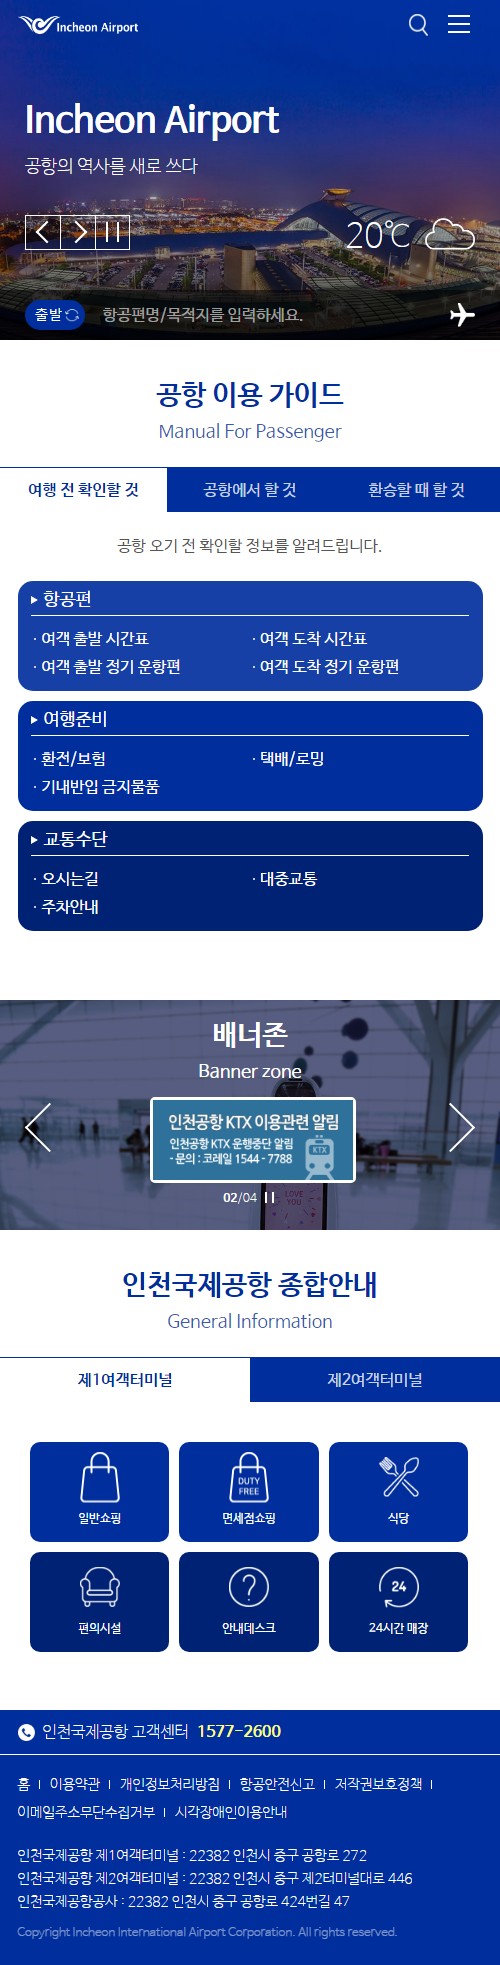 Incheon Airport
Incheon Airport
공항의 역사를 새로 쓰다
20℃
출발 항공편명/목적지를 입력하세요.
공항 이용 가이드
Manual For Passenger
여행 전 확인할 것 공항에서 할 것 환승할 때 할 것
공항 오기 전 확인할 정보를 알려드립니다.
항공편
· 여객 출발 시간표 · 여객 도착 시간표
· 여객 출발 정기 운항편 · 여객 도착 정기 운항편
여행준비
· 환전/보험 · 택배/로밍
· 기내반입 금지물품
교통수단
· 오시는길 · 대중교통
· 주차안내
배너존
Banner zone
인천공항 KTX 이용관련 알림
인천공항 KTX 운행중단 알림
- 문의 : 코레일 1544 - 7788
KTX
02/04
LOVE YOU
인천국제공항 종합안내
General Information
제1여객터미널 제2여객터미널
DUTY FREE
일반쇼핑 면세점쇼핑 식당
24
편의시설 안내데스크 24시간 매장
인천국제공항 고객센터 1577-2600
홈 | 이용약관 | 개인정보처리방침 | 항공안전신고 | 저작권보호정책 |
이메일주소무단수집거부 | 시각장애인이용안내
인천국제공항 제1여객터미널 : 22382 인천시 중구 공항로 272
인천국제공항 제2여객터미널 : 22382 인천시 중구 제2터미널대로 446
인천국제공항공사 : 22382 인천시 중구 공항로 424번길 47
Copyright Incheon International Airport Corporation. All rights reserved.